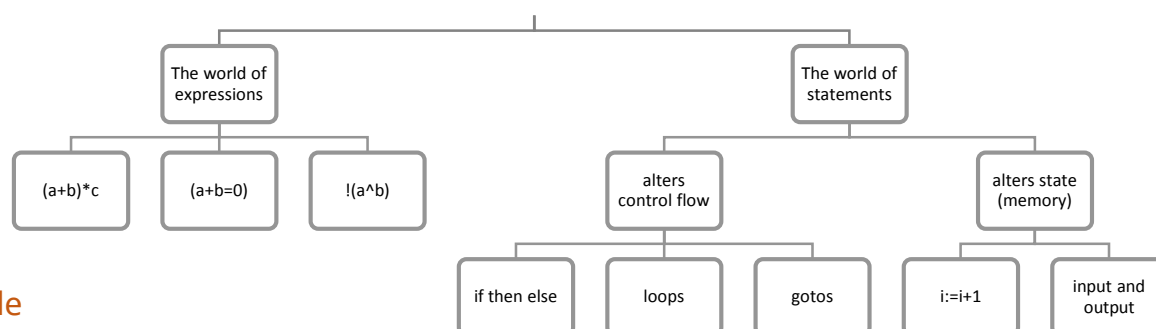 The world of
expressions
The world of
statements
(a+b)*c
(a+b=0)
!(a^b)
alters
control flow
alters state
(memory)
if then else
loops
gotos
i:=i+1
input and
output